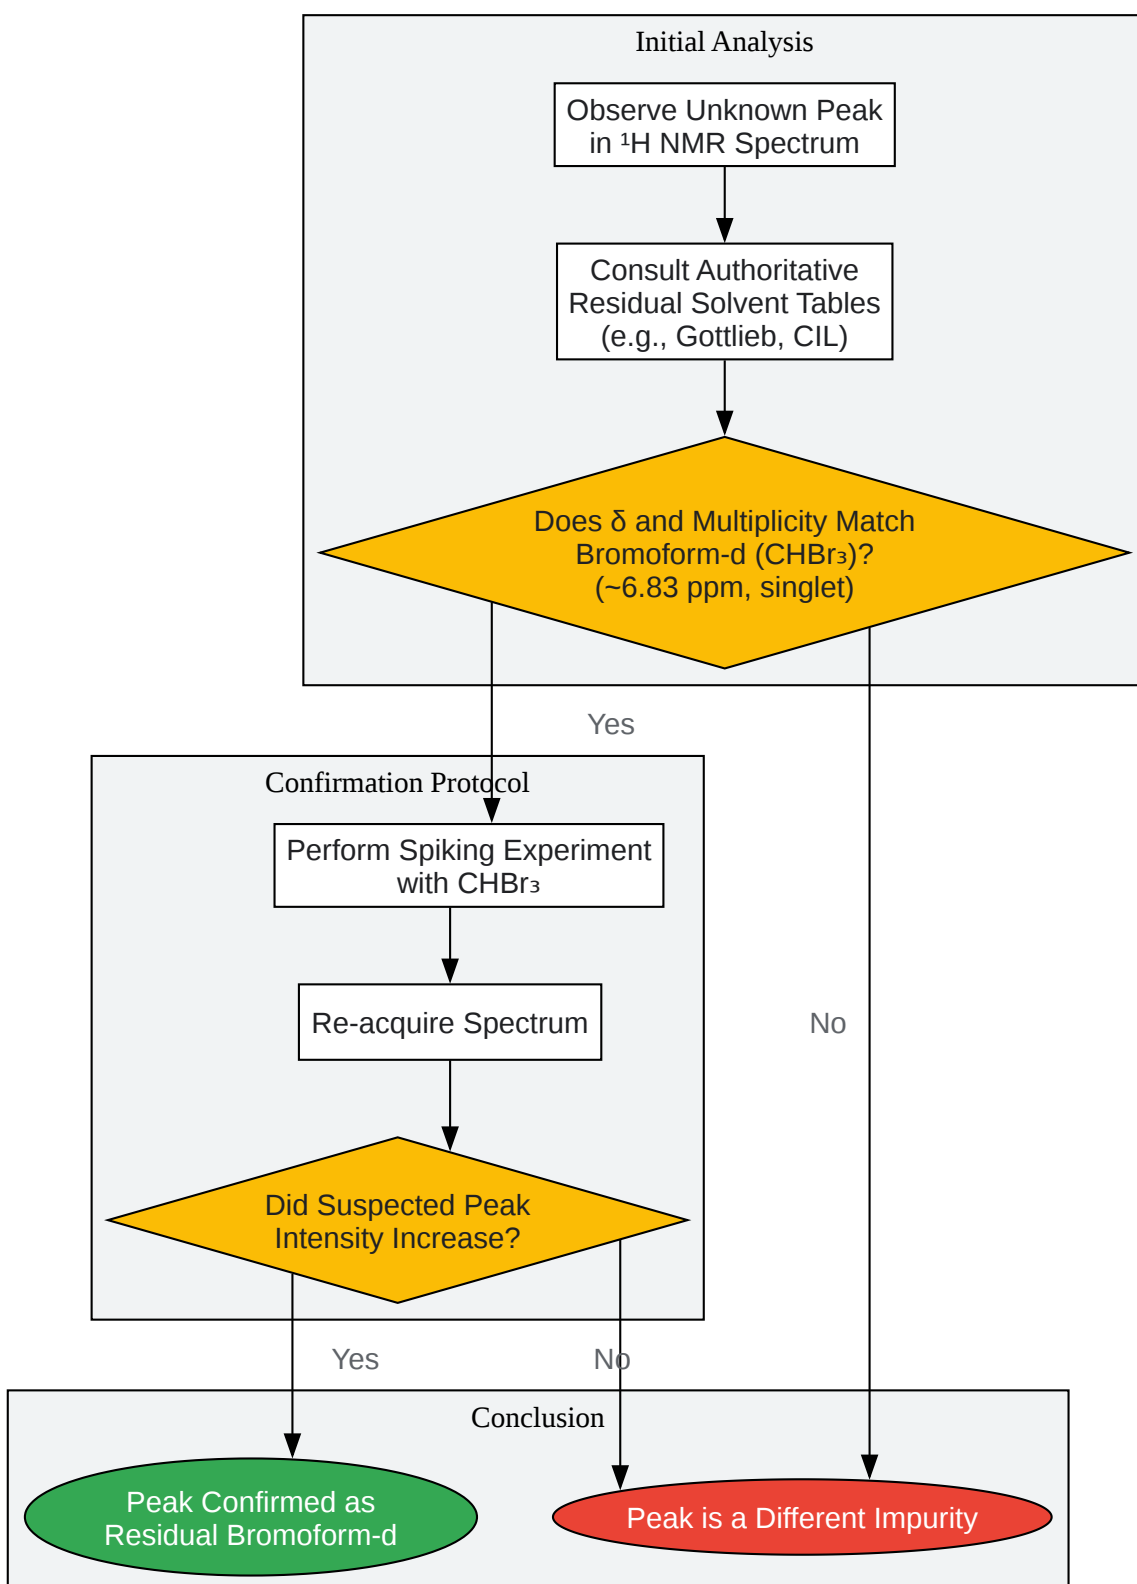 Initial Analysis
Observe Unknown Peak
in ¹H NMR Spectrum
Consult Authoritative
Residual Solvent Tables
(e.g., Gottlieb, CIL)
Does δ and Multiplicity Match
Bromoform-d (CHBr₃)?
(~6.83 ppm, singlet)
Yes
Confirmation Protocol
Perform Spiking Experiment
with CHBr₃
Re-acquire Spectrum
No
Did Suspected Peak
Intensity Increase?
Yes
No
Conclusion
Peak Confirmed as
Residual Bromoform-d
Peak is a Different Impurity